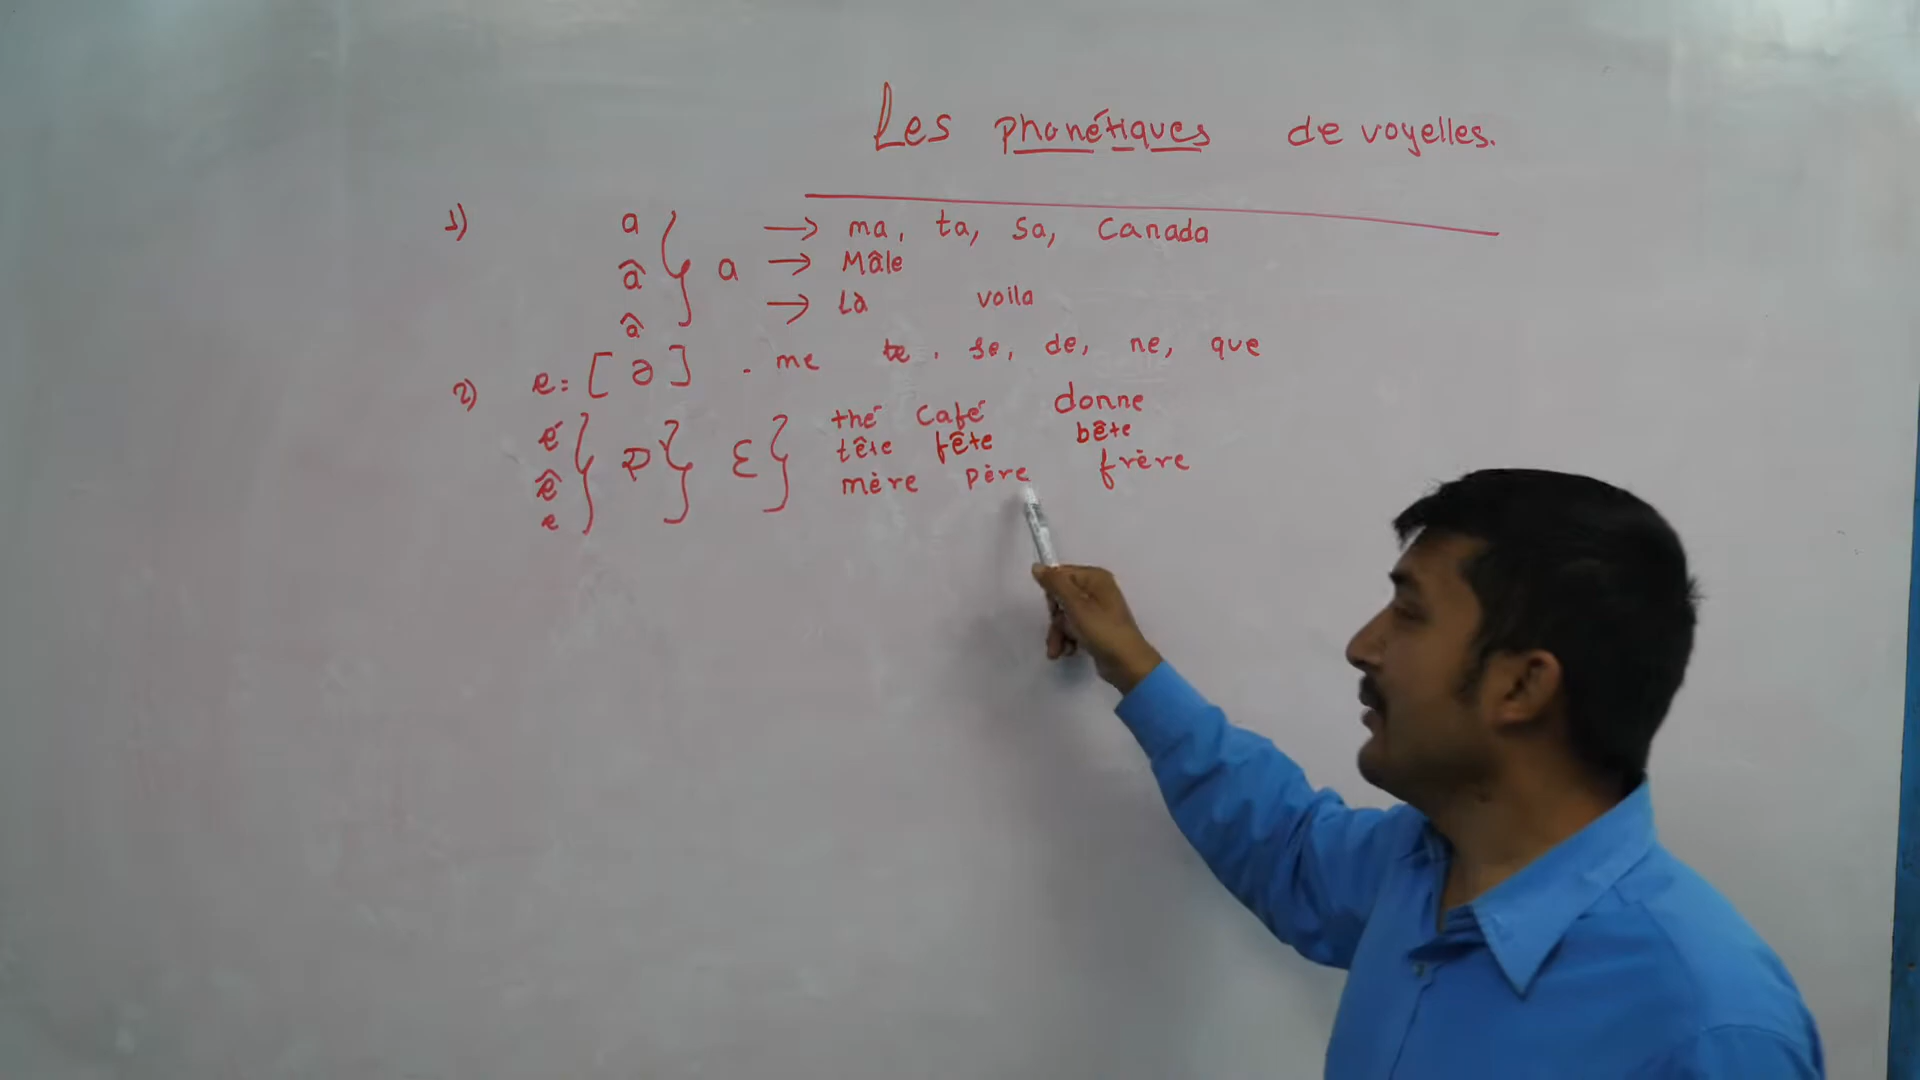 Les phonétiques de voyelles.
1) a } a → ma, ta, sa, Canada
â → Mâle
â → Là voila
2) e = [ə] . me te, se, de, ne, que
é } } ε } thé Café donne
ê tête fête bête
e mère père frère